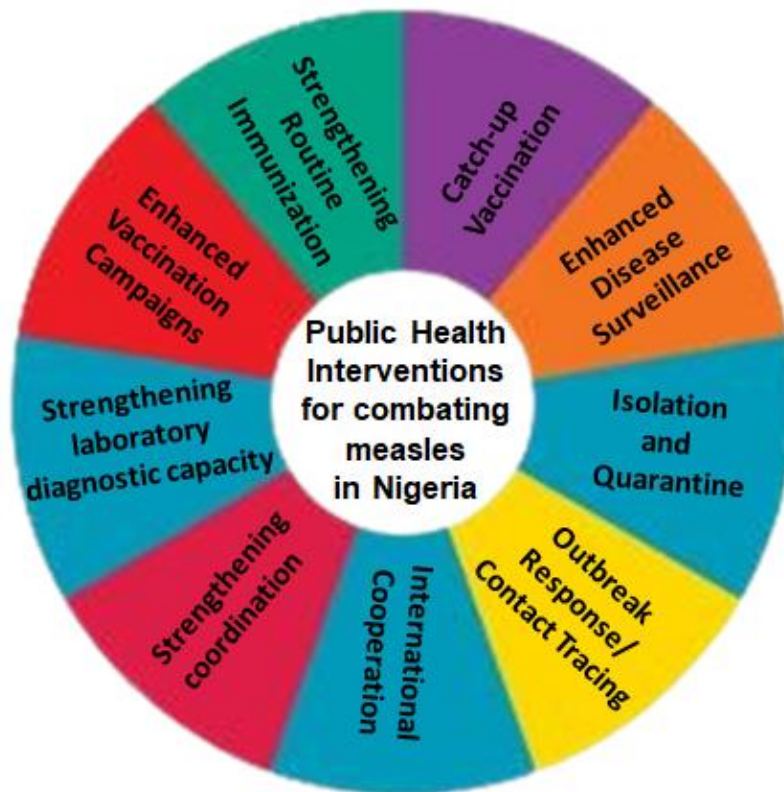 Public Health
Interventions
for combating
measles
in Nigeria
Catch-up
Vaccination
Enhanced
Disease
Surveillance
Isolation
and
Quarantine
Outbreak
Response/
Contact Tracing
International
Cooperation
Strengthening
coordination
Strengthening
laboratory
diagnostic capacity
Enhanced
Vaccination
Campaigns
Strengthening
Routine
Immunization